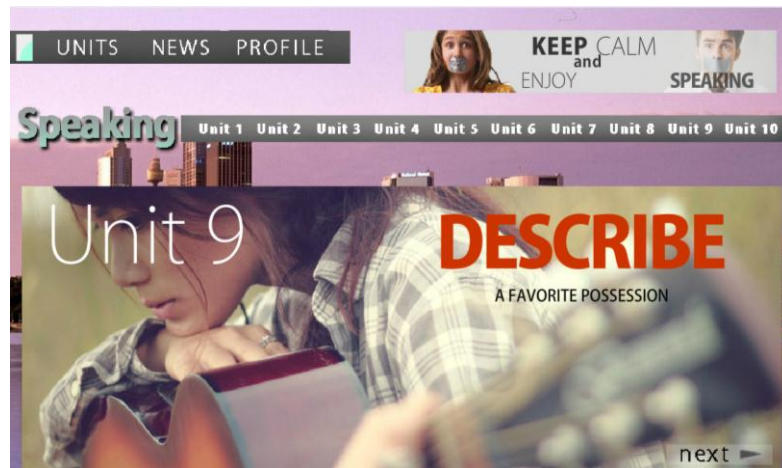 UNITS NEWS PROFILE
KEEP CALM
and
ENJOY SPEAKING
Speaking
Unit 1 Unit 2 Unit 3 Unit 4 Unit 5 Unit 6 Unit 7 Unit 8 Unit 9 Unit 10
Unit 9
DESCRIBE
A FAVORITE POSSESSION
next